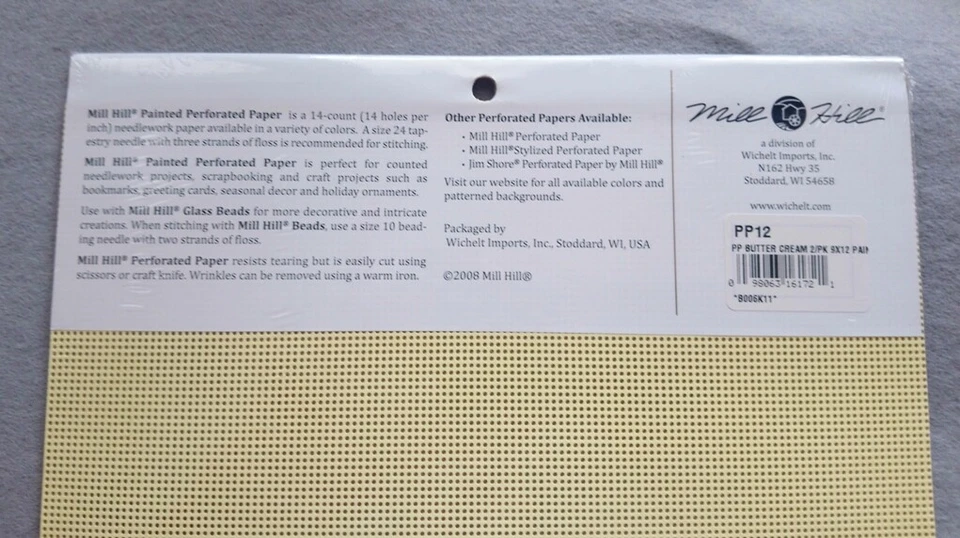 Mill Hill® Painted Perforated Paper is a 14-count (14 holes per
inch) needlework paper available in a variety of colors. A size 24 tap-
estry needle with three strands of floss is recommended for stitching.
Mill Hill® Painted Perforated Paper is perfect for counted
needlework projects, scrapbooking and craft projects such as
bookmarks, greeting cards, seasonal decor and holiday ornaments.
Use with Mill Hill® Glass Beads for more decorative and intricate
creations. When stitching with Mill Hill® Beads, use a size 10 bead-
ing needle with two strands of floss.
Mill Hill® Perforated Paper resists tearing but is easily cut using
scissors or craft knife. Wrinkles can be removed using a warm iron.
Other Perforated Papers Available:
• Mill Hill® Perforated Paper
• Mill Hill®Stylized Perforated Paper
• Jim Shore® Perforated Paper by Mill Hill®
Visit our website for all available colors and
patterned backgrounds.
Packaged by
Wichelt Imports, Inc., Stoddard, WI, USA
©2008 Mill Hill®
Mill Hill®
a division of
Wichelt Imports, Inc.
N162 Hwy 35
Stoddard, WI 54658
www.wichelt.com
PP12
PP BUTTER CREAM 2/PK 9X12 PAIN
0 98063 16172 1
"B006K11"